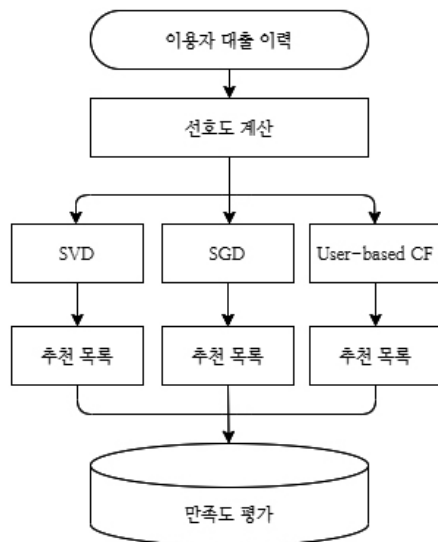 이용자 대출 이력
선호도 계산
SVD
SGD
User-based CF
추천 목록
추천 목록
추천 목록
만족도 평가